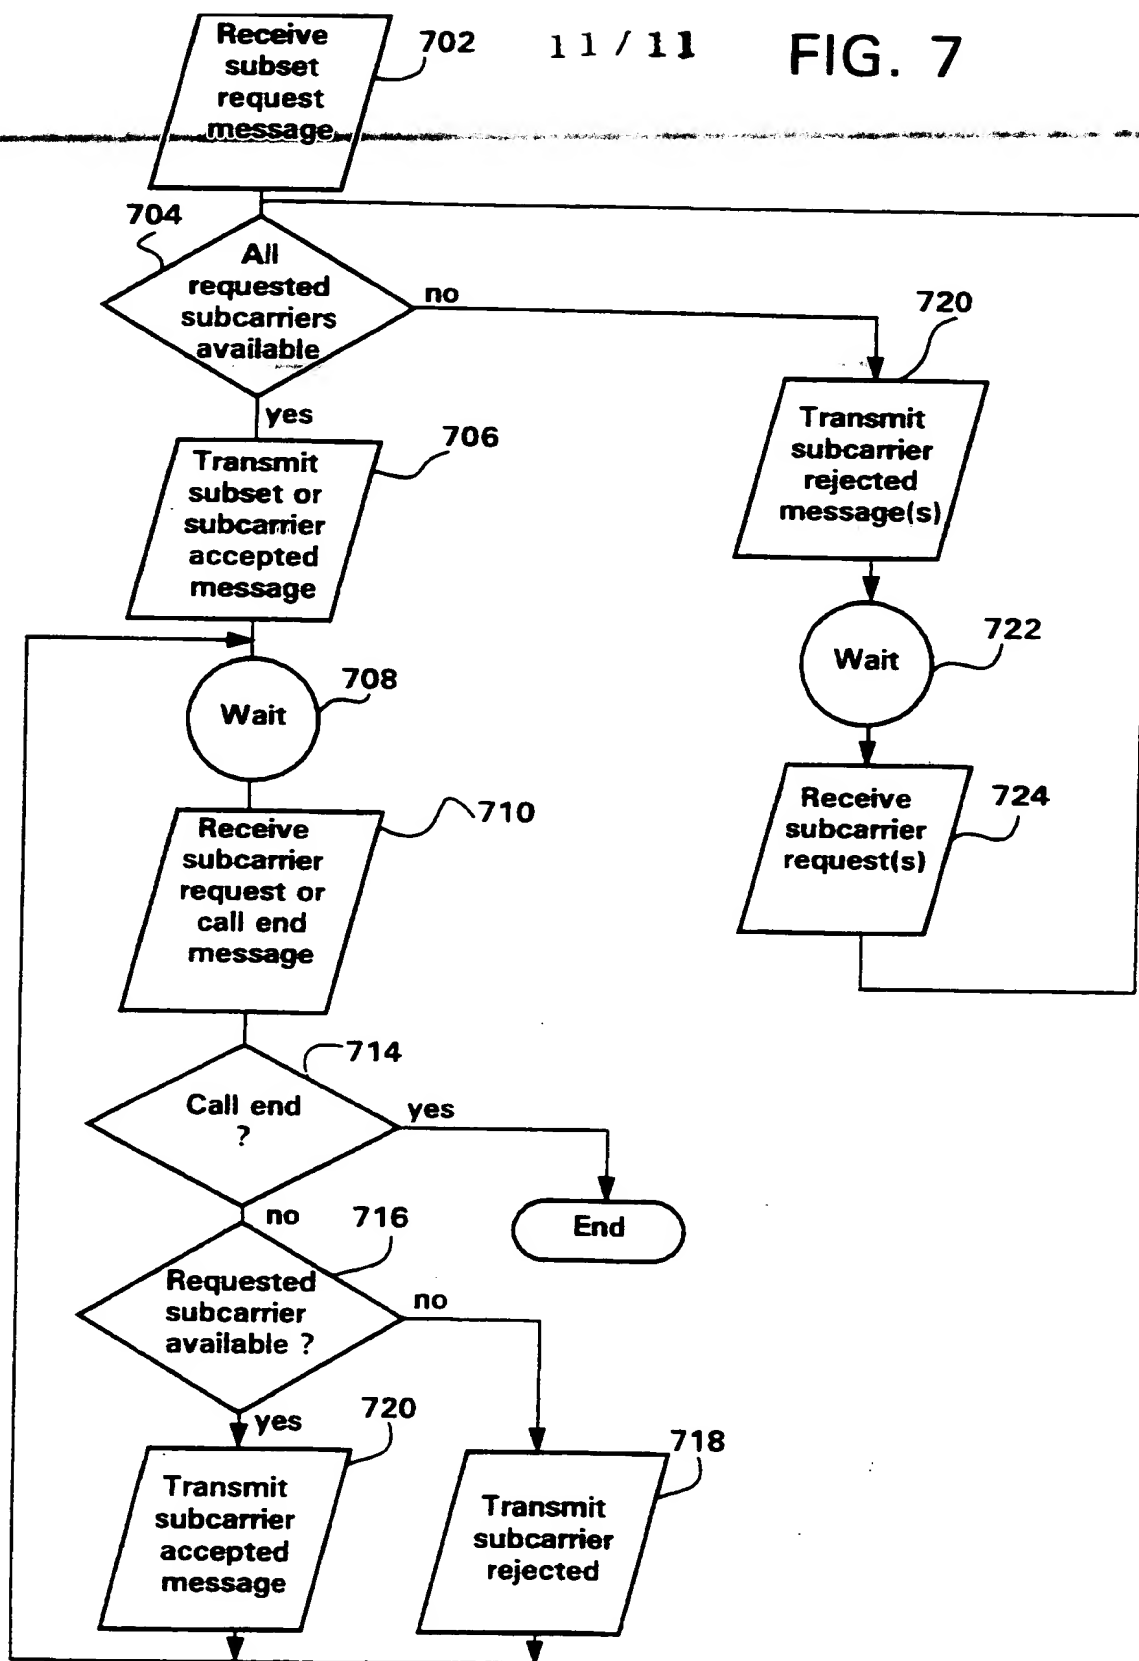 11/11
FIG. 7
Receive
subset
request
message
702
704
All
requested
subcarriers
available
no
yes
720
Transmit
subcarrier
rejected
message(s)
706
Transmit
subset or
subcarrier
accepted
message
722
Wait
708
Wait
724
Receive
subcarrier
request(s)
710
Receive
subcarrier
request or
call end
message
714
Call end
?
yes
no
End
716
Requested
subcarrier
available ?
no
yes
720
Transmit
subcarrier
accepted
message
718
Transmit
subcarrier
rejected